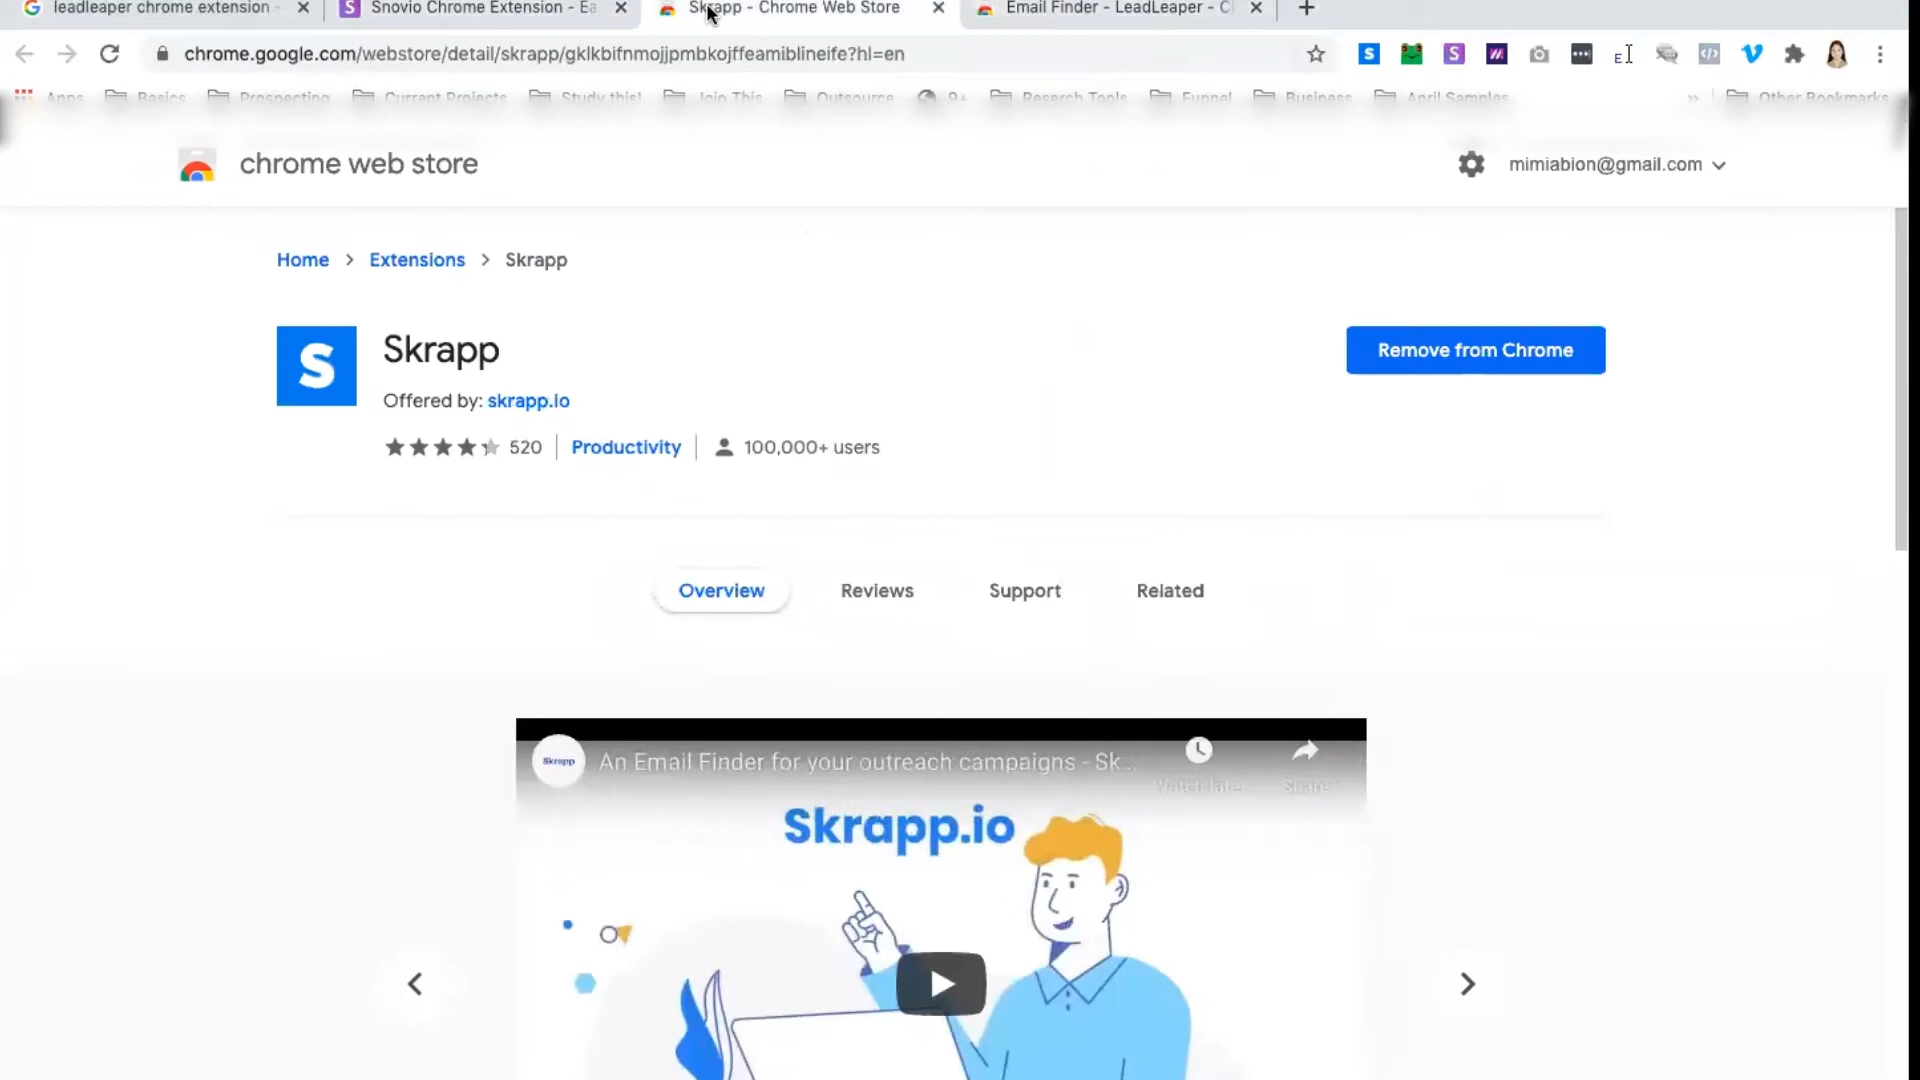 leadleaper chrome extension -
Snovio Chrome Extension - Ea
Skrapp - Chrome Web Store
Email Finder - LeadLeaper - C
chrome.google.com/webstore/detail/skrapp/gklkbifnmojjpmbkojffeamiblineife?hl=en
Apps
Basics
Prospecting
Current Projects
Study this!
Join This
Outsource
9+
Reserch Tools
Funnel
Business
April Samples
»
Other Bookmarks
chrome web store
mimiabion@gmail.com
Home > Extensions > Skrapp
S
Skrapp
Remove from Chrome
Offered by: skrapp.io
520
Productivity
100,000+ users
Overview
Reviews
Support
Related
Skrapp
An Email Finder for your outreach campaigns - Sk...
Watch late
Share
Skrapp.io